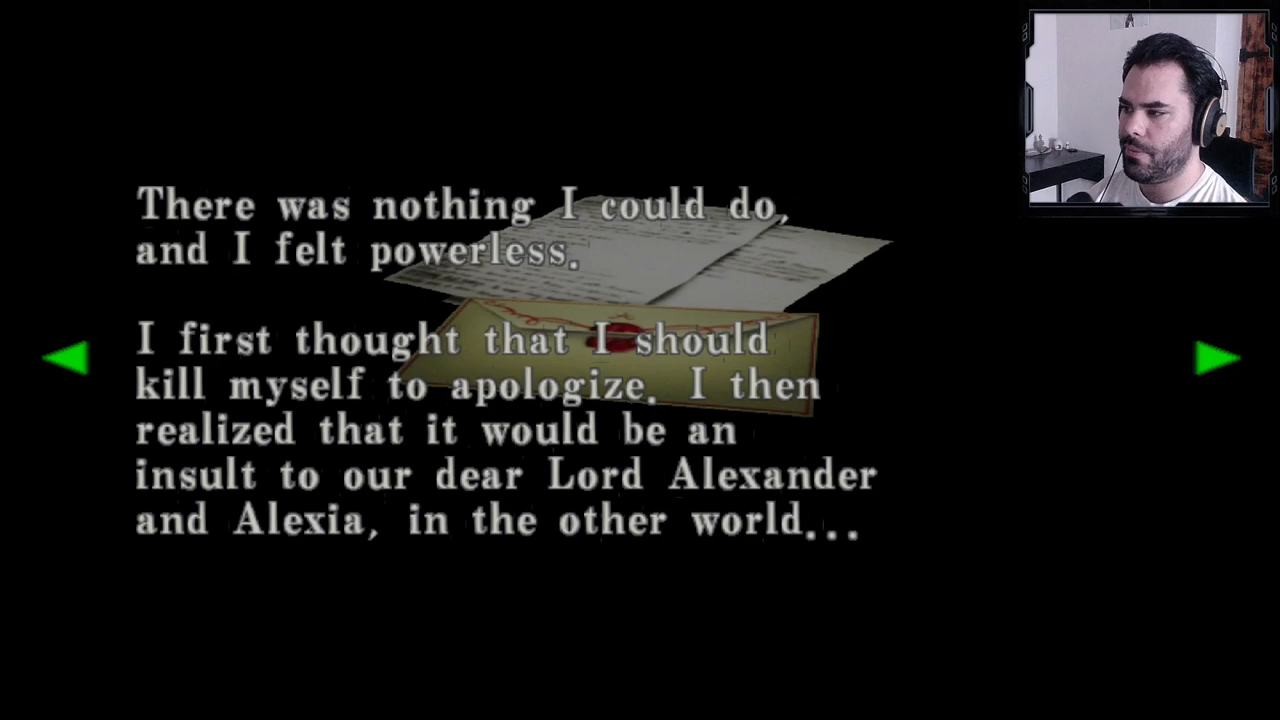 There was nothing I could do,
and I felt powerless.
I first thought that I should
kill myself to apologize. I then
realized that it would be an
insult to our dear Lord Alexander
and Alexia, in the other world...